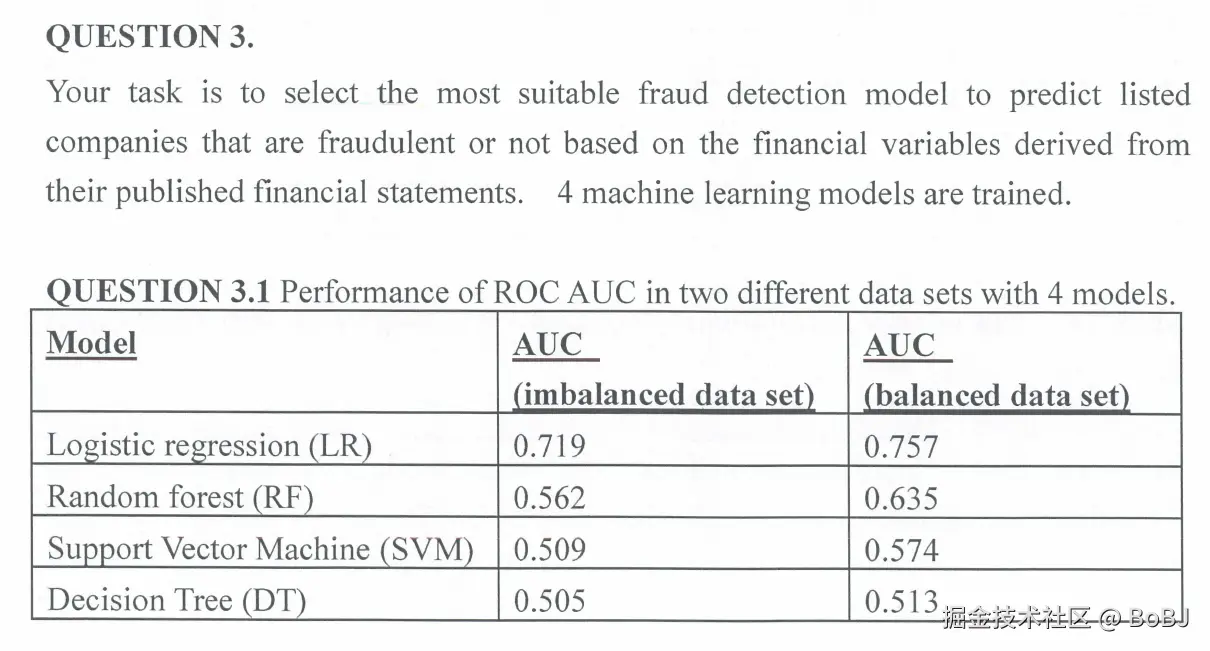 QUESTION 3.
Your task is to select the most suitable fraud detection model to predict listed
companies that are fraudulent or not based on the financial variables derived from
their published financial statements. 4 machine learning models are trained.
QUESTION 3.1 Performance of ROC AUC in two different data sets with 4 models.
Model AUC AUC
(imbalanced data set) (balanced data set)
Logistic regression (LR) 0.719 0.757
Random forest (RF) 0.562 0.635
Support Vector Machine (SVM) 0.509 0.574
Decision Tree (DT) 0.505 0.513
掘金技术社区 @ BoBJ